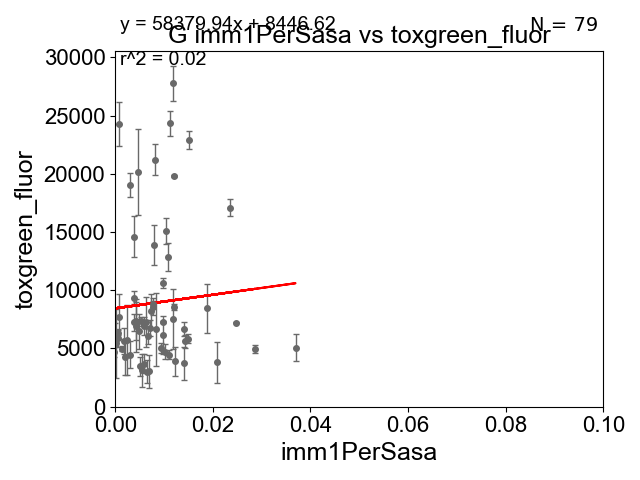 y = 58379.94x + 8446.62
N = 79
G imm1PerSasa vs toxgreen_fluor
r^2 = 0.02
30000
25000
20000
15000
10000
5000
0
toxgreen_fluor
0.00 0.02 0.04 0.06 0.08 0.10
imm1PerSasa